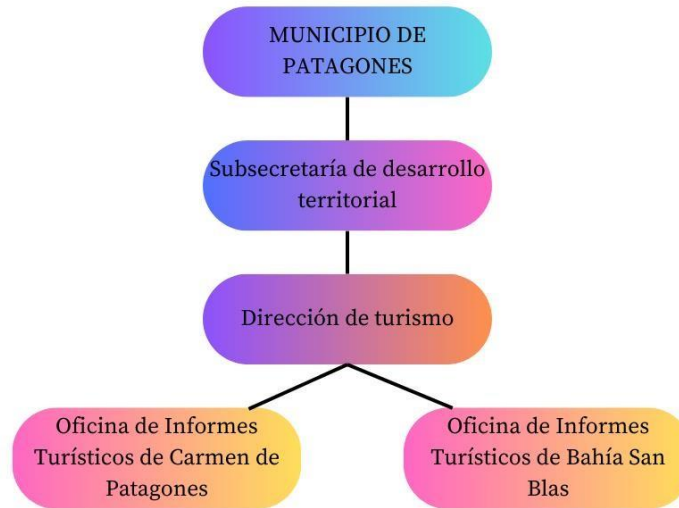 MUNICIPIO DE
PATAGONES
Subsecretaría de desarrollo
territorial
Dirección de turismo
Oficina de Informes
Turísticos de Carmen de
Patagones
Oficina de Informes
Turísticos de Bahía San
Blas